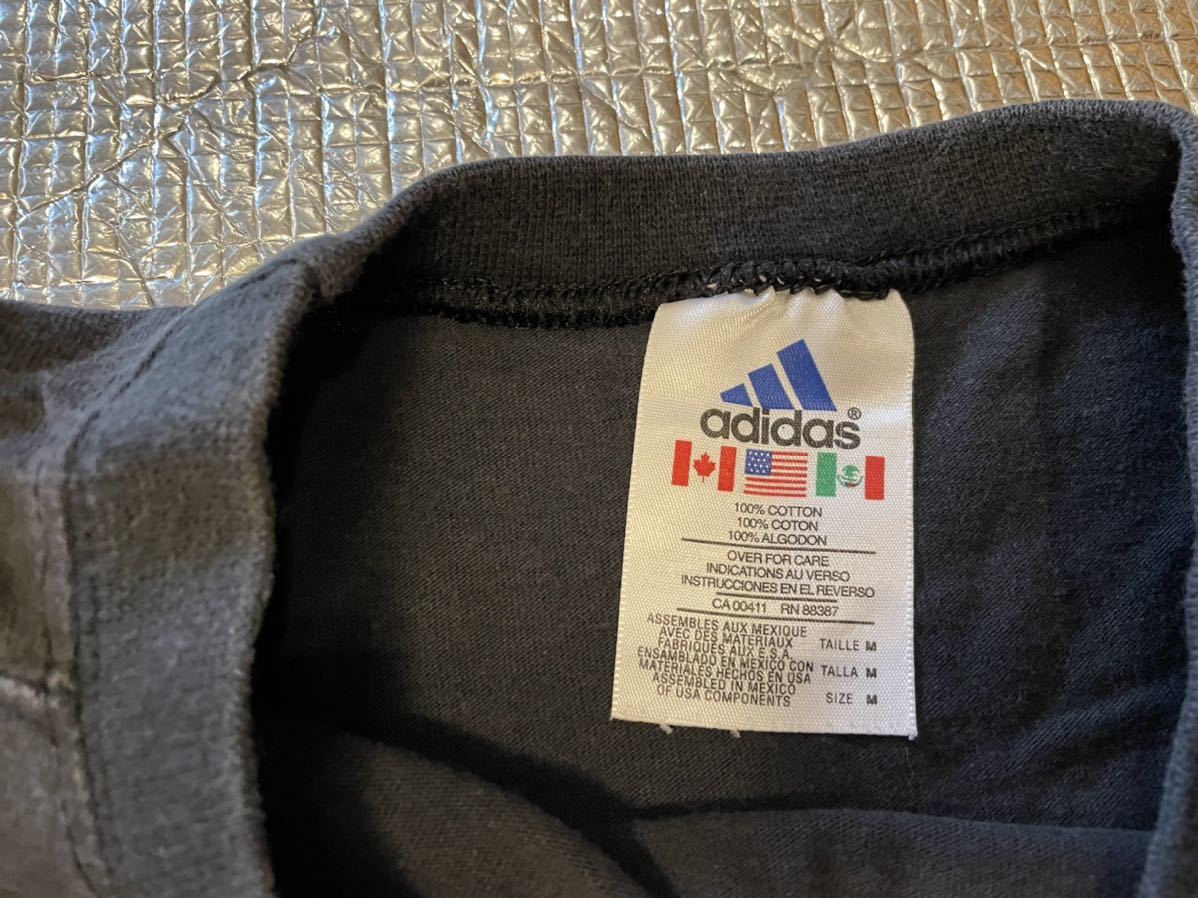 adidas®
100% COTTON
100% COTON
100% ALGODON
OVER FOR CARE
INDICATIONS AU VERSO
INSTRUCCIONES EN EL REVERSO
CA 00411 RN 88387
ASSEMBLES AUX MEXIQUE
AVEC DES MATERIAUX
FABRIQUES AUX E.S.A.
ENSAMBLADO EN MEXICO CON
MATERIALES HECHOS EN USA
ASSEMBLED IN MEXICO
OF USA COMPONENTS
TAILLE M
TALLA M
SIZE M